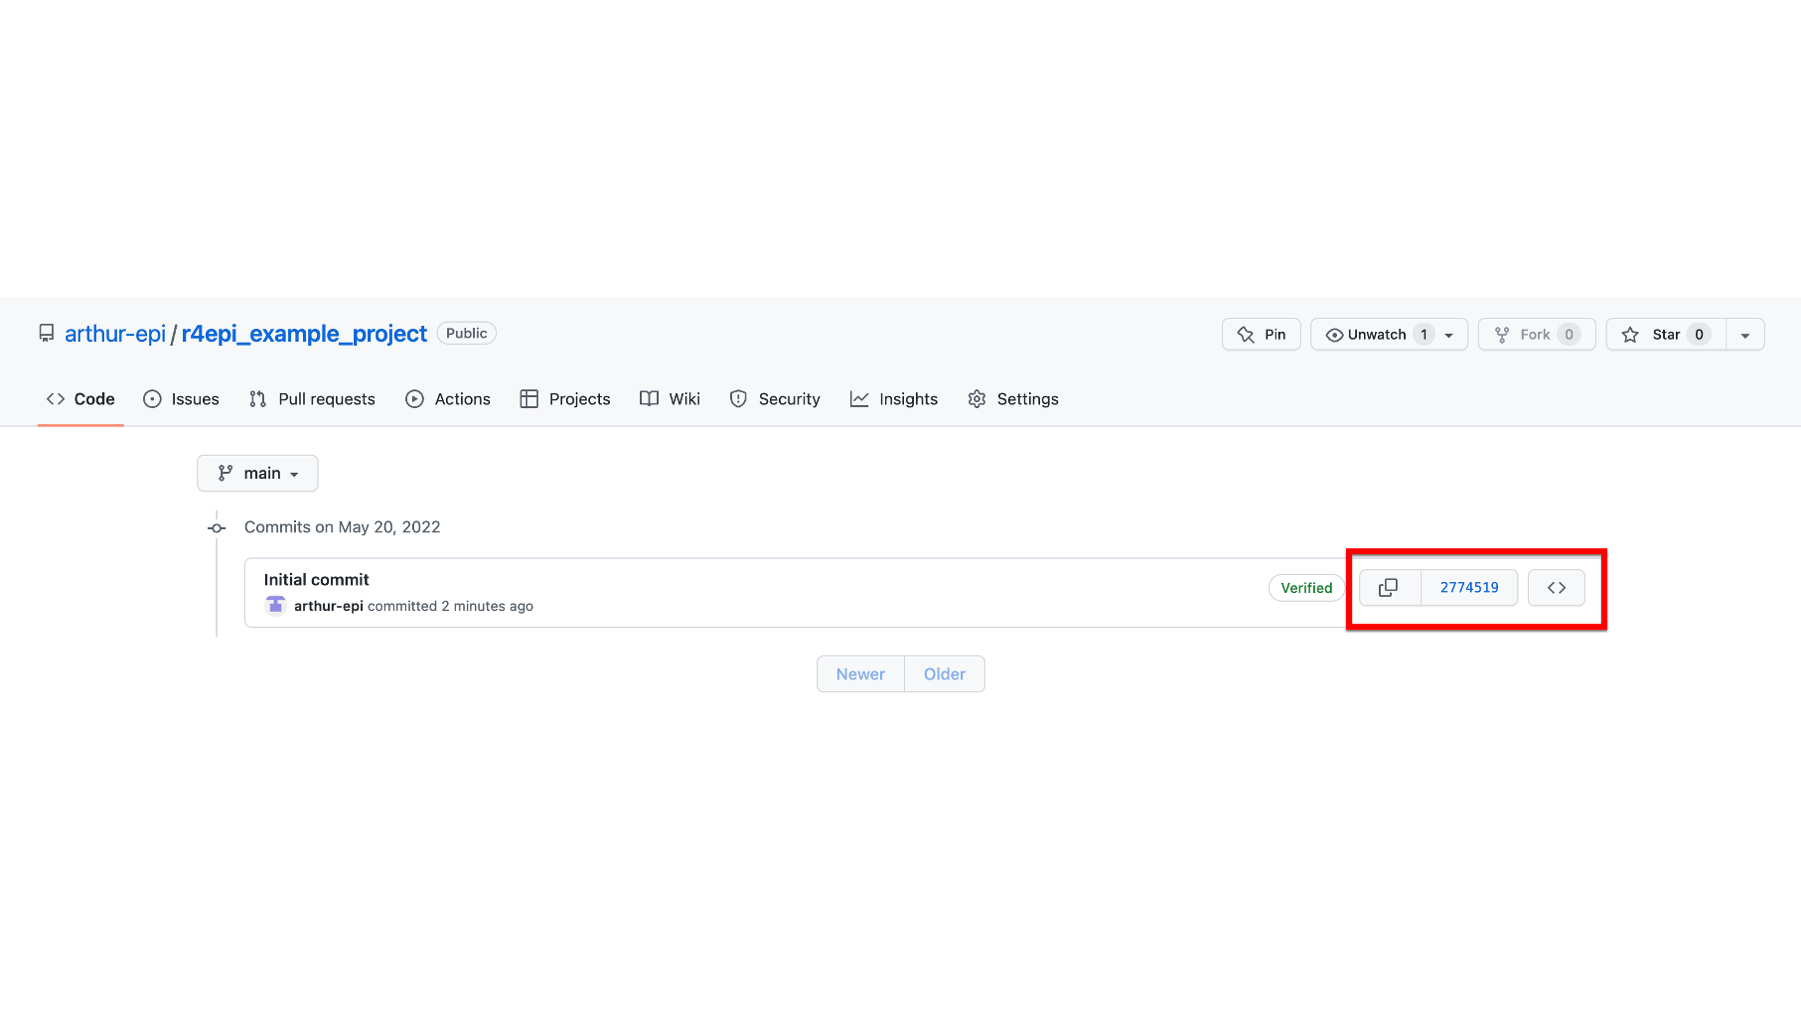 arthur-epi / r4epi_example_project Public Pin Unwatch 1 Fork 0 Star 0
Code Issues Pull requests Actions Projects Wiki Security Insights Settings
main
Commits on May 20, 2022
Initial commit
arthur-epi committed 2 minutes ago
Verified 2774519
Newer Older